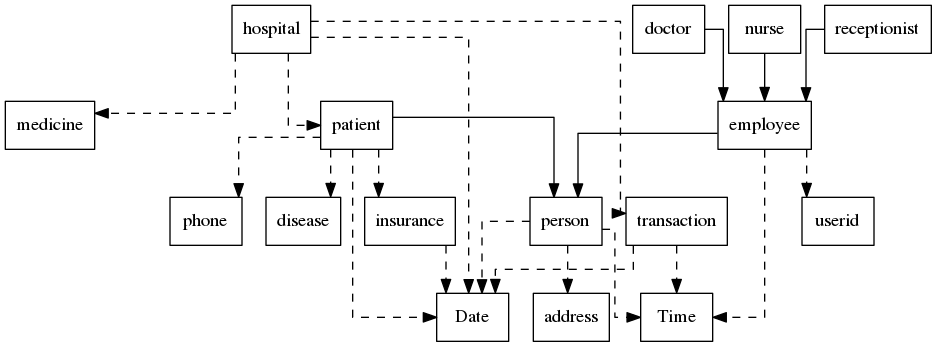 hospital
doctor
nurse
receptionist
medicine
patient
employee
phone
disease
insurance
person
transaction
userid
Date
address
Time